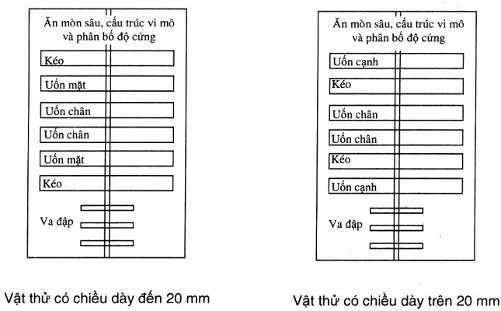 Ăn mòn sâu, cấu trúc vi mô
và phân bố độ cứng
Kéo
Uốn mặt
Uốn chân
Uốn chân
Uốn mặt
Kéo
Va đập
Vật thử có chiều dày đến 20 mm
Ăn mòn sâu, cấu trúc vi mô
và phân bố độ cứng
Uốn cạnh
Kéo
Uốn chân
Uốn chân
Kéo
Uốn cạnh
Va đập
Vật thử có chiều dày trên 20 mm